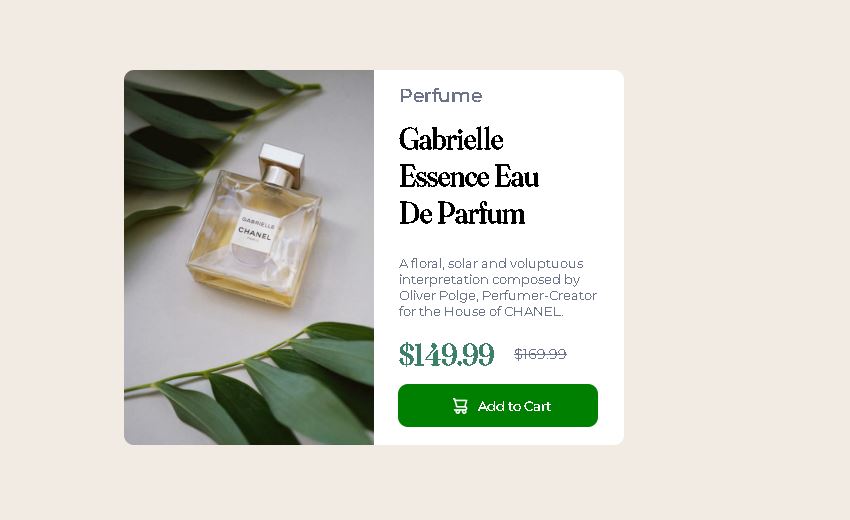 Perfume
Gabrielle
Essence Eau
De Parfum
A floral, solar and voluptuous
interpretation composed by
Oliver Polge, Perfumer-Creator
for the House of CHANEL.
$149.99 $169.99
Add to Cart
GABRIELLE
CHANEL
PARIS